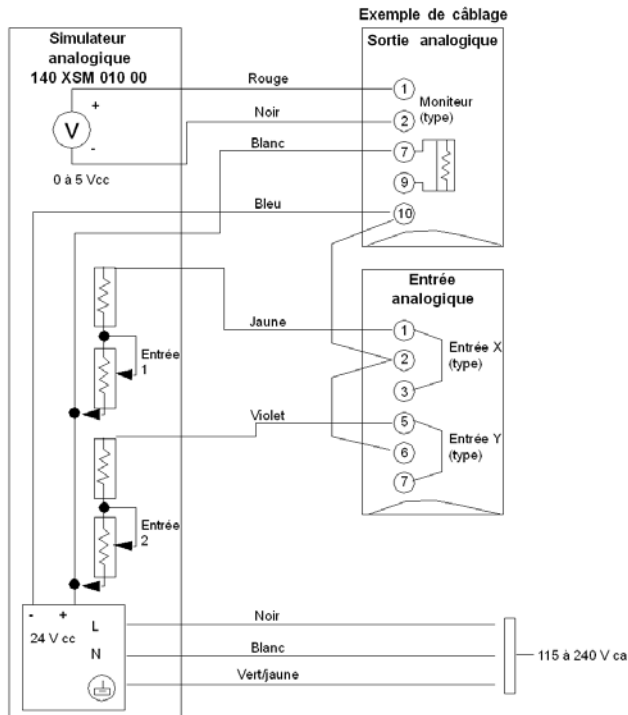 Exemple de câblage
Simulateur
analogique
140 XSM 010 00
Sortie analogique
Rouge
1
+
Moniteur
(type)
Noir
2
V
-
Blanc
7
0 à 5 Vcc
9
Bleu
10
Entrée
analogique
Jaune
1
Entrée X
(type)
2
Entrée
1
3
Violet
5
Entrée Y
(type)
6
7
Entrée
2
- +
24 V cc
L
Noir
N
Blanc
115 à 240 V ca
Vert/jaune